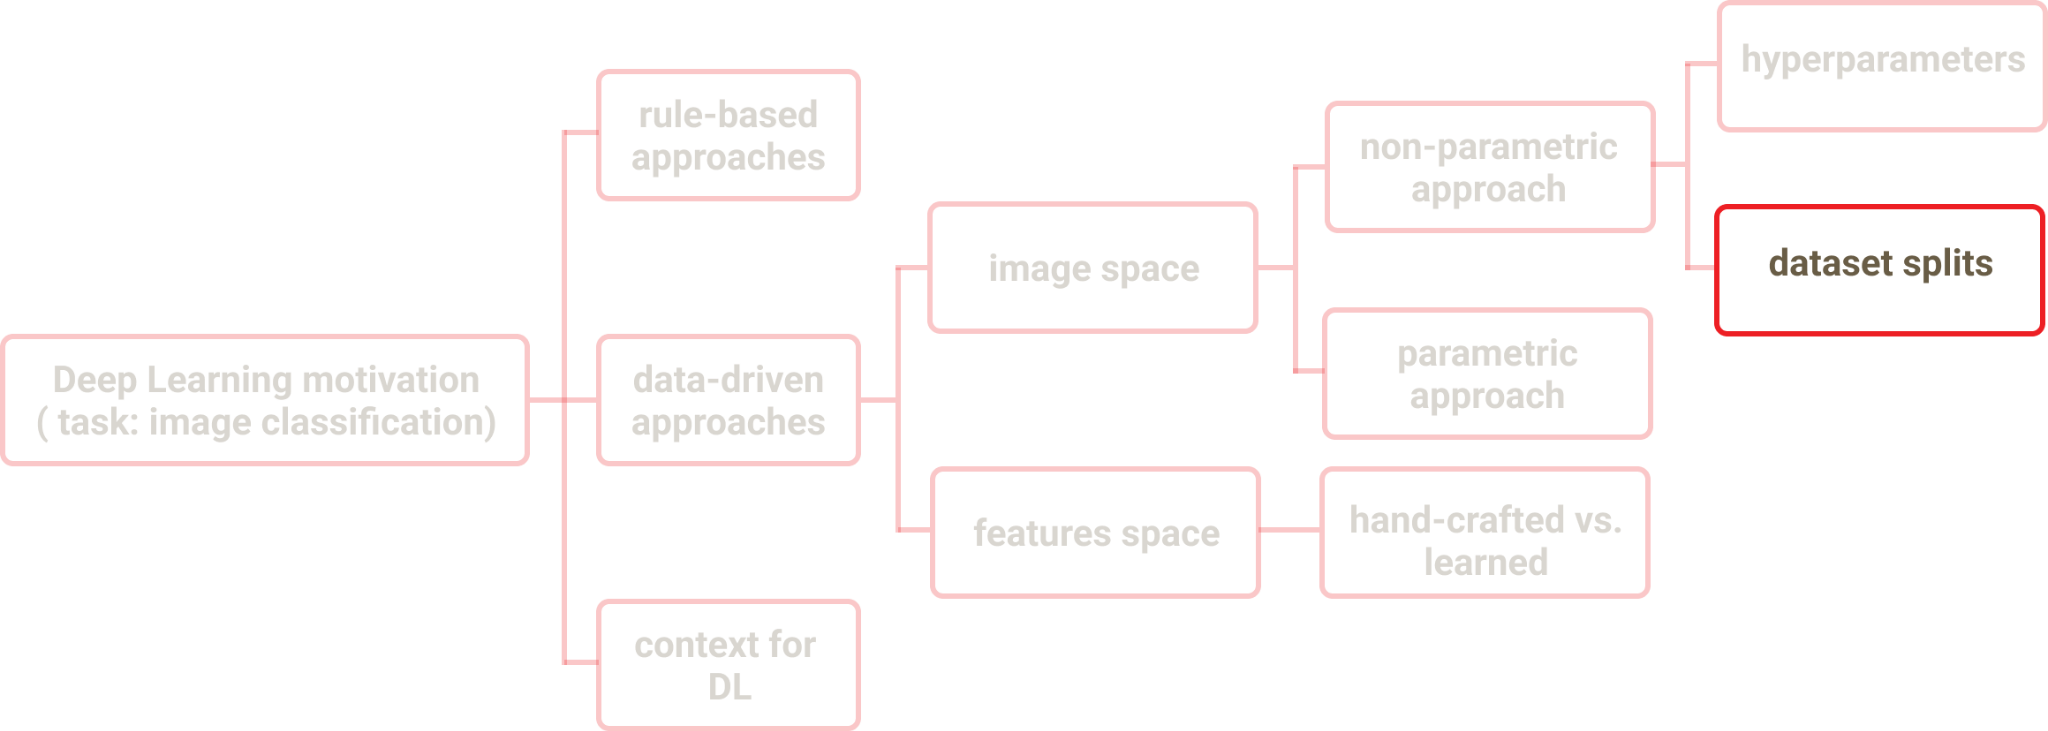 Deep Learning motivation
( task: image classification)
rule-based
approaches
data-driven
approaches
context for
DL
image space
features space
non-parametric
approach
parametric
approach
hand-crafted vs.
learned
hyperparameters
dataset splits